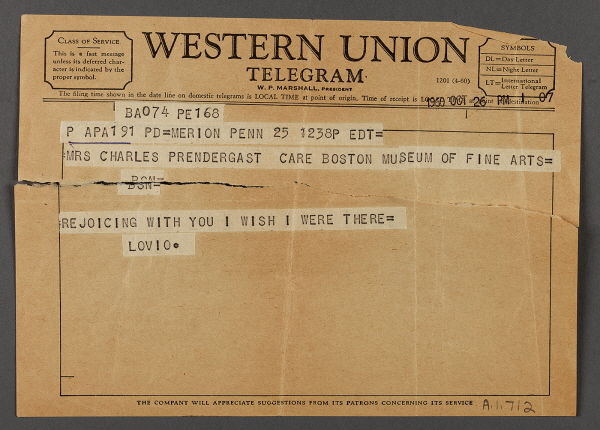 CLASS OF SERVICE
This is a fast message
unless its deferred char-
acter is indicated by the
proper symbol.
WESTERN UNION
TELEGRAM
W. P. MARSHALL, PRESIDENT
1201 (4-60)
SYMBOLS
DL=Day Letter
NL=Night Letter
LT=International Letter Telegram
The filing time shown in the date line on domestic telegrams is LOCAL TIME at point of origin. Time of receipt is
1960 OCT 26 PM 1 07
BA074 PE168
P APA191 PD=MERION PENN 25 1238P EDT=
:MRS CHARLES PRENDERGAST CARE BOSTON MUSEUM OF FINE ARTS=
BSN=
:REJOICING WITH YOU I WISH I WERE THERE=
LOVIO•
THE COMPANY WILL APPRECIATE SUGGESTIONS FROM ITS PATRONS CONCERNING ITS SERVICE
A.1.712